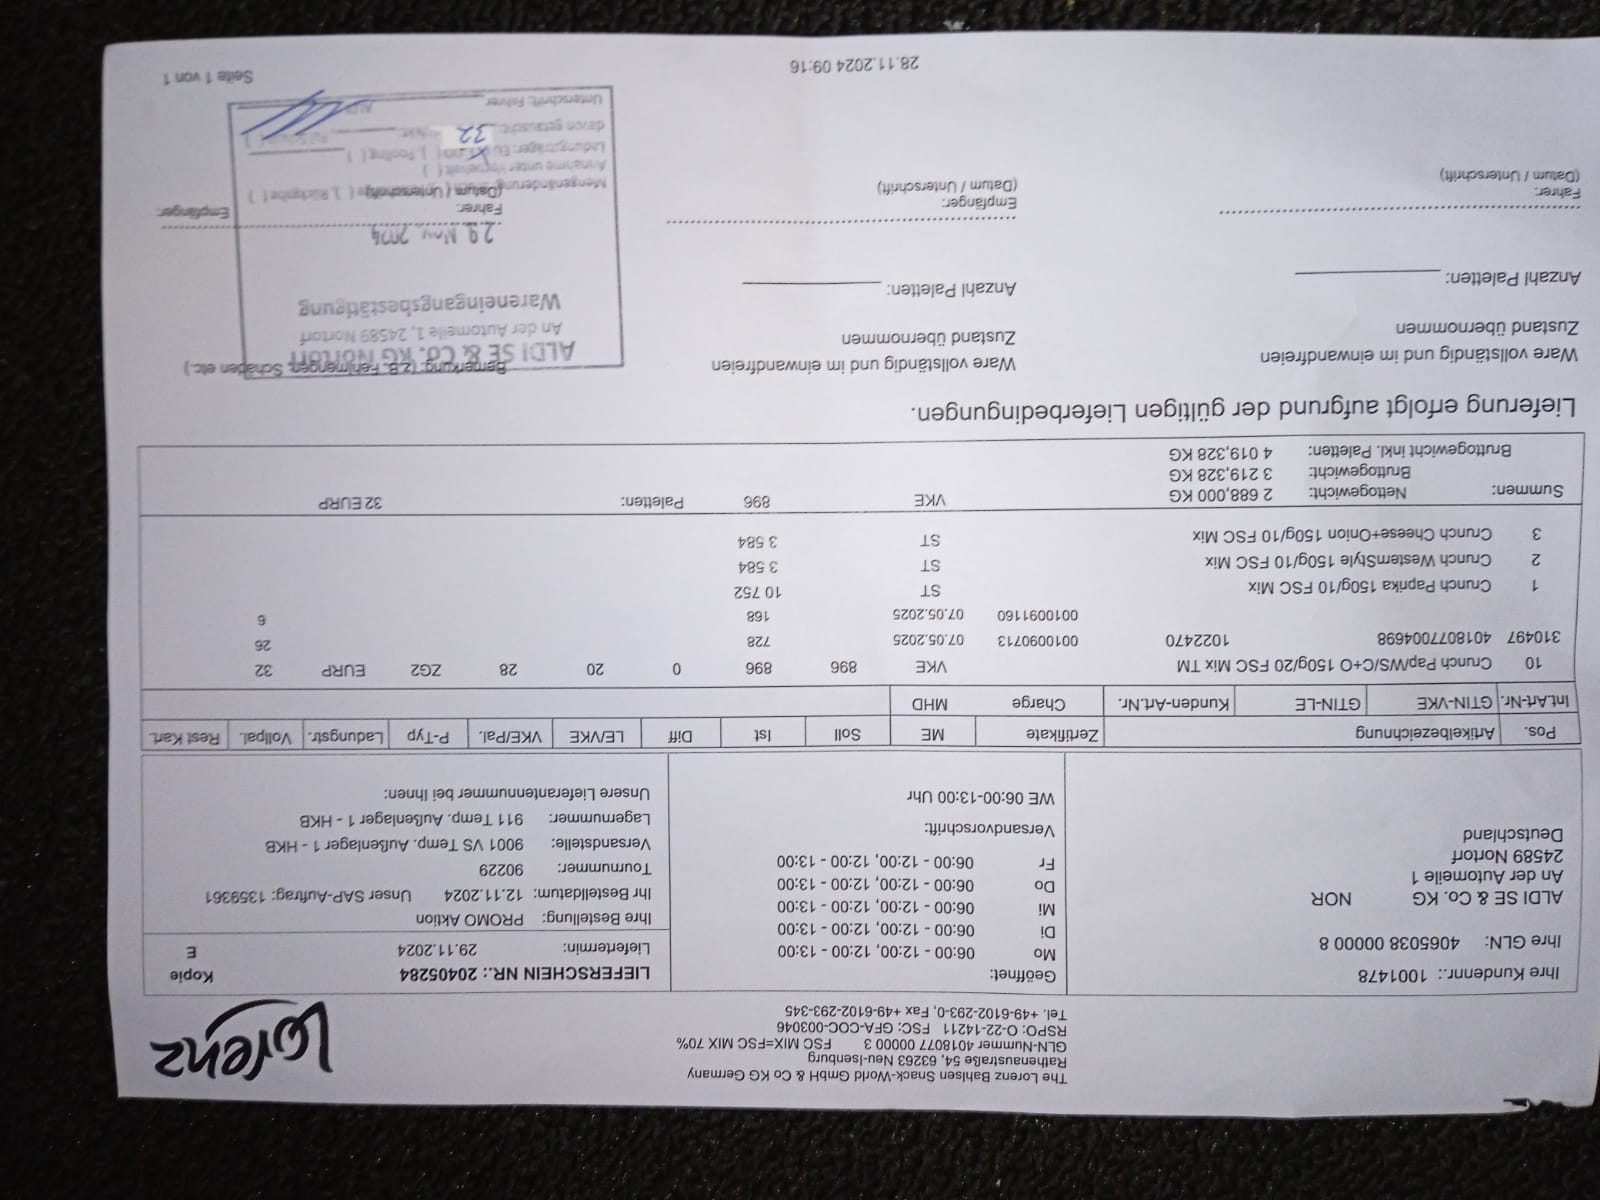 The Lorenz Bahlsen Snack-World GmbH & Co KG Germany
Rathenaustraße 54, 63263 Neu-Isenburg
GLN-Nummer 4018077 00000 3 FSC MIX=FSC MIX 70%
RSPO: O-22-14211 FSC: GFA-COC-003046
Tel. +49-6102-293-0, Fax +49-6102-293-345
Lorenz
Ihre Kundennr.: 1001478
Ihre GLN: 4065038 00000 8
ALDI SE & Co. KG NOR
An der Automeile 1
24589 Nortorf
Deutschland
Geöffnet:
Mo 06:00 - 12:00, 12:00 - 13:00
Di 06:00 - 12:00, 12:00 - 13:00
Mi 06:00 - 12:00, 12:00 - 13:00
Do 06:00 - 12:00, 12:00 - 13:00
Fr 06:00 - 12:00, 12:00 - 13:00
Versandvorschrift:
WE 06:00-13:00 Uhr
LIEFERSCHEIN NR.: 20405284 Kopie
Liefertermin: 29.11.2024 E
Ihre Bestellung: PROMO Aktion
Ihr Bestelldatum: 12.11.2024 Unser SAP-Auftrag: 1359361
Tournummer: 90229
Versandstelle: 9001 VS Temp. Außenlager 1 - HKB
Lagernummer: 911 Temp. Außenlager 1 - HKB
Unsere Lieferantennummer bei Ihnen:
Pos. Artikelbezeichnung Zertifikate ME Soll Ist Diff LE/VKE VKE/Pal. P-Typ Ladungstr. Vollpal. Rest Kart.
Int.Art-Nr. GTIN-VKE GTIN-LE Kunden-Art.Nr. Charge MHD
10 Crunch Pap/WS/C+O 150g/20 FSC Mix TM VKE 896 896 0 20 28 ZG2 EURP 32
310497 4018077004698 1022470 0010090713 07.05.2025 728 26
0010091160 07.05.2025 168 6
1 Crunch Paprika 150g/10 FSC Mix ST 10 752
2 Crunch WesternStyle 150g/10 FSC Mix ST 3 584
3 Crunch Cheese+Onion 150g/10 FSC Mix ST 3 584
Summen: Nettogewicht: 2 688,000 KG VKE 896 Paletten: 32 EURP
Bruttogewicht: 3 219,328 KG
Bruttogewicht inkl. Paletten: 4 019,328 KG
Lieferung erfolgt aufgrund der gültigen Lieferbedingungen.
Ware vollständig und im einwandfreien
Zustand übernommen
Anzahl Paletten:
Fahrer:
(Datum / Unterschrift)
Ware vollständig und im einwandfreien
Zustand übernommen
Anzahl Paletten:
Empfänger:
(Datum / Unterschrift)
Bemerkung: (z.B. Fehlmengen, Schäden etc.)
ALDI SE & Co. KG Nortorf
An der Automeile 1, 24589 Nortorf
Wareneingangsbestätigung
29. Nov. 2024
Fahrer: Empfänger:
(Datum / Unterschrift)
Mengenänderung ( ), Rückgabe ( )
Annahme unter Vorbehalt ( )
Ladungsträger: ( ), Pooling ( )
davon getauscht: 32
Unterschrift: Fahrer ALDI
28.11.2024 09:16
Seite 1 von 1